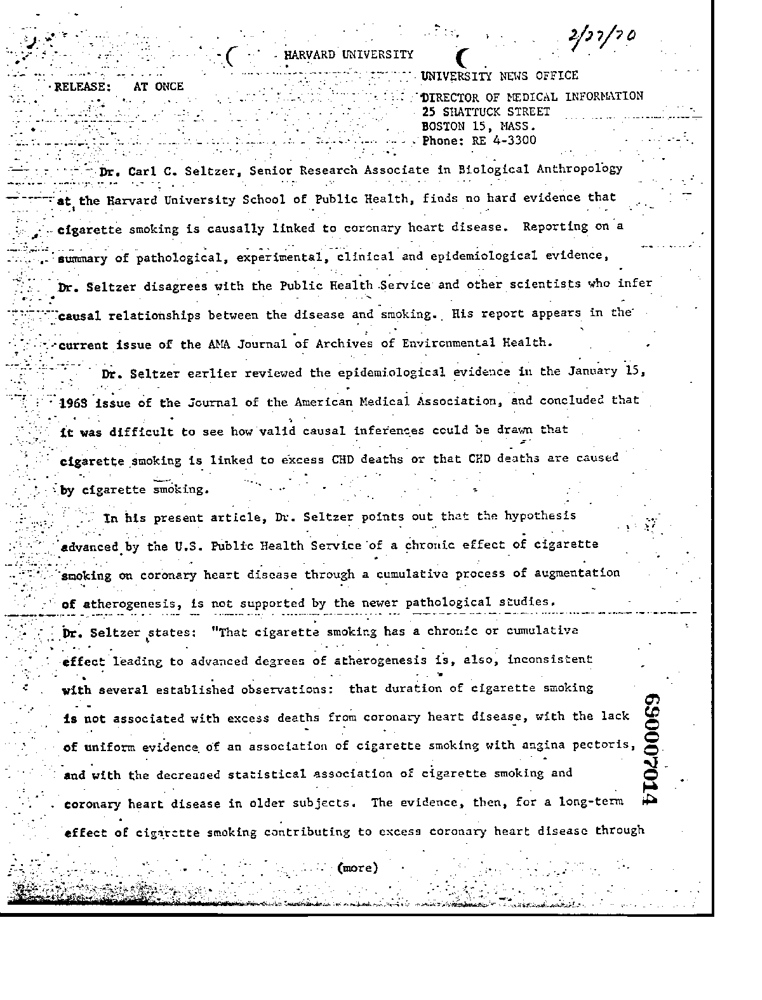 2/27/70
HARVARD UNIVERSITY
UNIVERSITY NEWS OFFICE
RELEASE: AT ONCE
DIRECTOR OF MEDICAL INFORMATION
25 SHATTUCK STREET
BOSTON 15, MASS.
Phone: RE 4-3300
Dr. Carl C. Seltzer, Senior Research Associate in Biological Anthropology
at the Harvard University School of Public Health, finds no hard evidence that
cigarette smoking is causally linked to coronary heart disease. Reporting on a
summary of pathological, experimental, clinical and epidemiological evidence,
Dr. Seltzer disagrees with the Public Health Service and other scientists who infer
causal relationships between the disease and smoking. His report appears in the
current issue of the AMA Journal of Archives of Environmental Health.
Dr. Seltzer earlier reviewed the epidemiological evidence in the January 15,
1968 issue of the Journal of the American Medical Association, and concluded that
it was difficult to see how valid causal inferences could be drawn that
cigarette smoking is linked to excess CHD deaths or that CHD deaths are caused
by cigarette smoking.
In his present article, Dr. Seltzer points out that the hypothesis
advanced by the U.S. Public Health Service of a chronic effect of cigarette
smoking on coronary heart disease through a cumulative process of augmentation
of atherogenesis, is not supported by the newer pathological studies.
Dr. Seltzer states: "That cigarette smoking has a chronic or cumulative
effect leading to advanced degrees of atherogenesis is, also, inconsistent
with several established observations: that duration of cigarette smoking
is not associated with excess deaths from coronary heart disease, with the lack
of uniform evidence of an association of cigarette smoking with angina pectoris,
and with the decreased statistical association of cigarette smoking and
coronary heart disease in older subjects. The evidence, then, for a long-term
effect of cigarette smoking contributing to excess coronary heart disease through
(more)
690007014